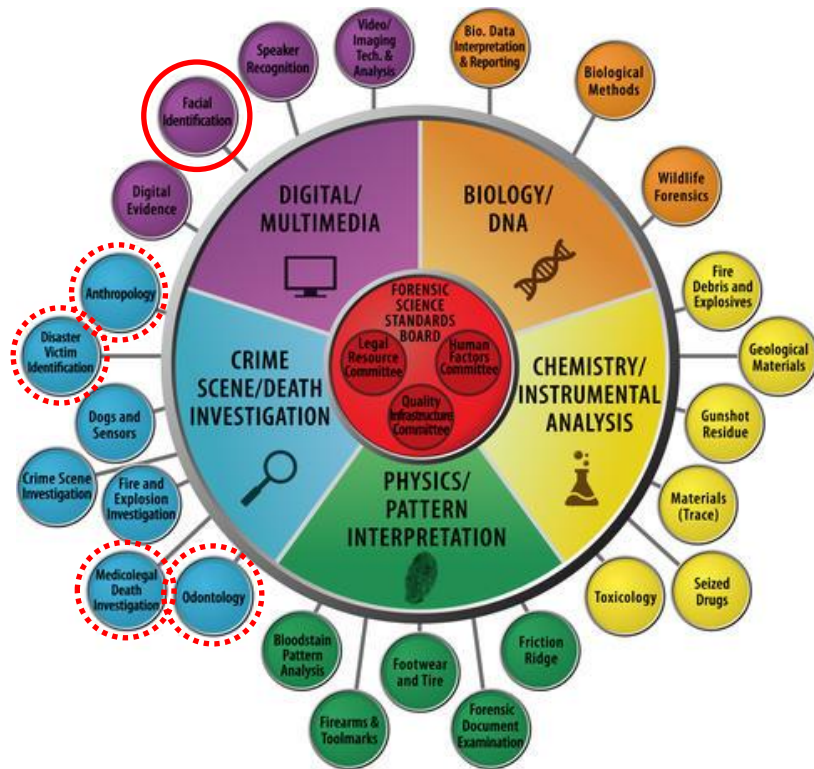 Video/
Imaging
Tech. &
Analysis
Bio. Data
Interpretation
& Reporting
Speaker
Recognition
Biological
Methods
Facial
Identification
Digital
Evidence
Wildlife
Forensics
DIGITAL/
MULTIMEDIA
BIOLOGY/
DNA
Anthropology
Fire
Debris and
Explosives
Disaster
Victim
Identification
Geological
Materials
FORENSIC
SCIENCE
STANDARDS
BOARD
Legal
Resource
Committee
Human
Factors
Committee
Quality
Infrastructure
Committee
CRIME
SCENE/DEATH
INVESTIGATION
CHEMISTRY/
INSTRUMENTAL
ANALYSIS
Dogs and
Sensors
Gunshot
Residue
Crime Scene
Investigation
Fire and
Explosion
Investigation
Materials
(Trace)
PHYSICS/
PATTERN
INTERPRETATION
Medicolegal
Death
Investigation
Odontology
Toxicology
Seized
Drugs
Bloodstain
Pattern
Analysis
Footwear
and Tire
Friction
Ridge
Firearms &
Toolmarks
Forensic
Document
Examination